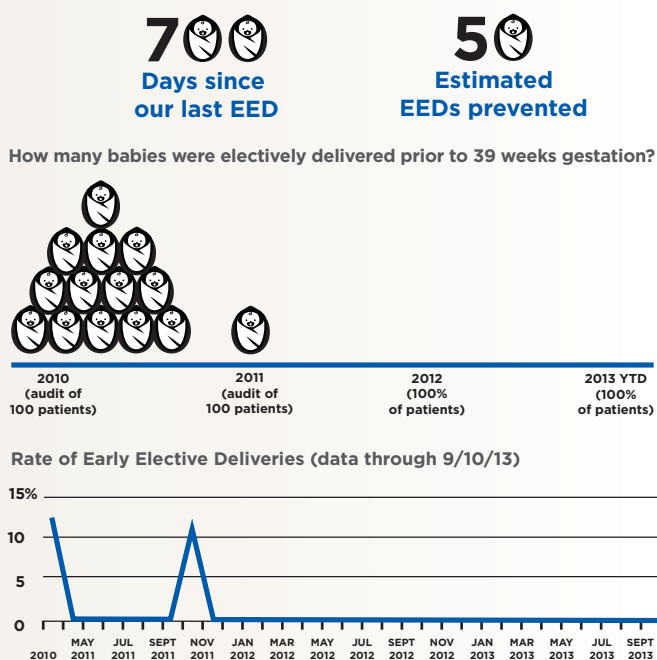 7
5
Days since
our last EED
Estimated
EEDs prevented
How many babies were electively delivered prior to 39 weeks gestation?
2010
(audit of
100 patients)
2011
(audit of
100 patients)
2012
(100%
of patients)
2013 YTD
(100%
of patients)
Rate of Early Elective Deliveries (data through 9/10/13)
15%
10
5
0
2010
MAY
2011
JUL
2011
SEPT
2011
NOV
2011
JAN
2012
MAR
2012
MAY
2012
JUL
2012
SEPT
2012
NOV
2012
JAN
2013
MAR
2013
MAY
2013
JUL
2013
SEPT
2013